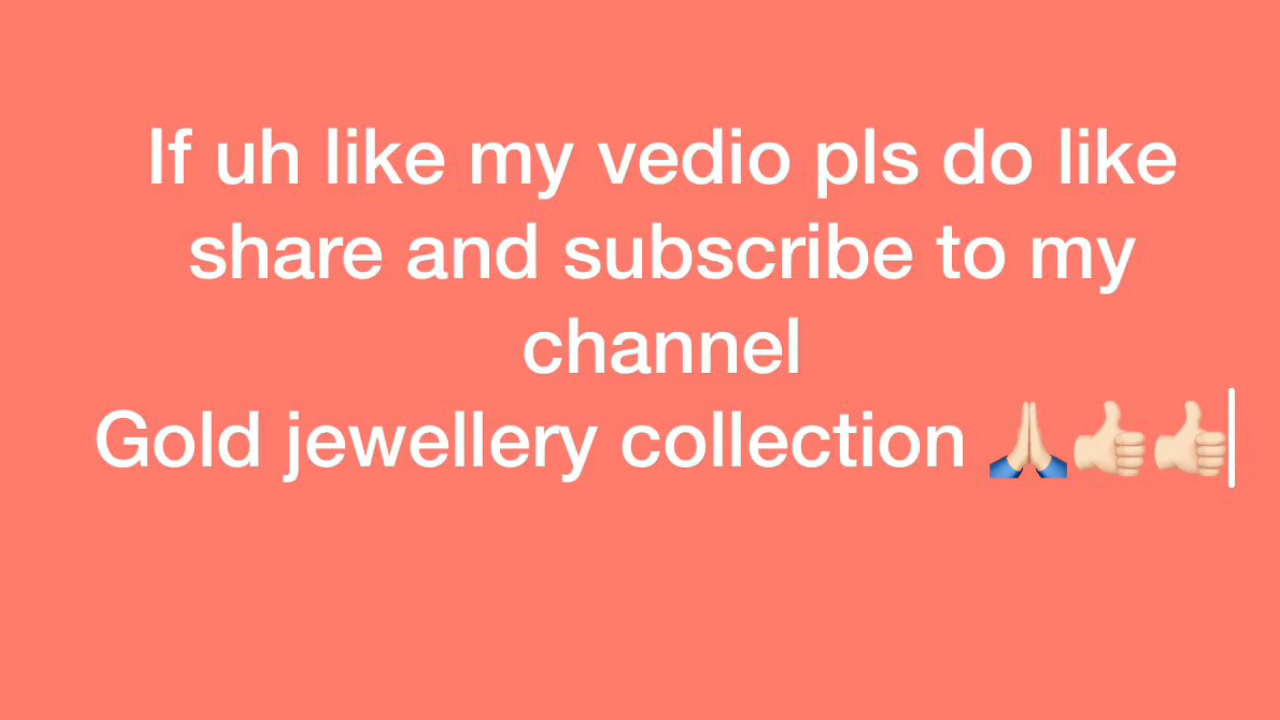 If uh like my vedio pls do like
share and subscribe to my
channel
Gold jewellery collection 🙏🏻👍🏻👍🏻